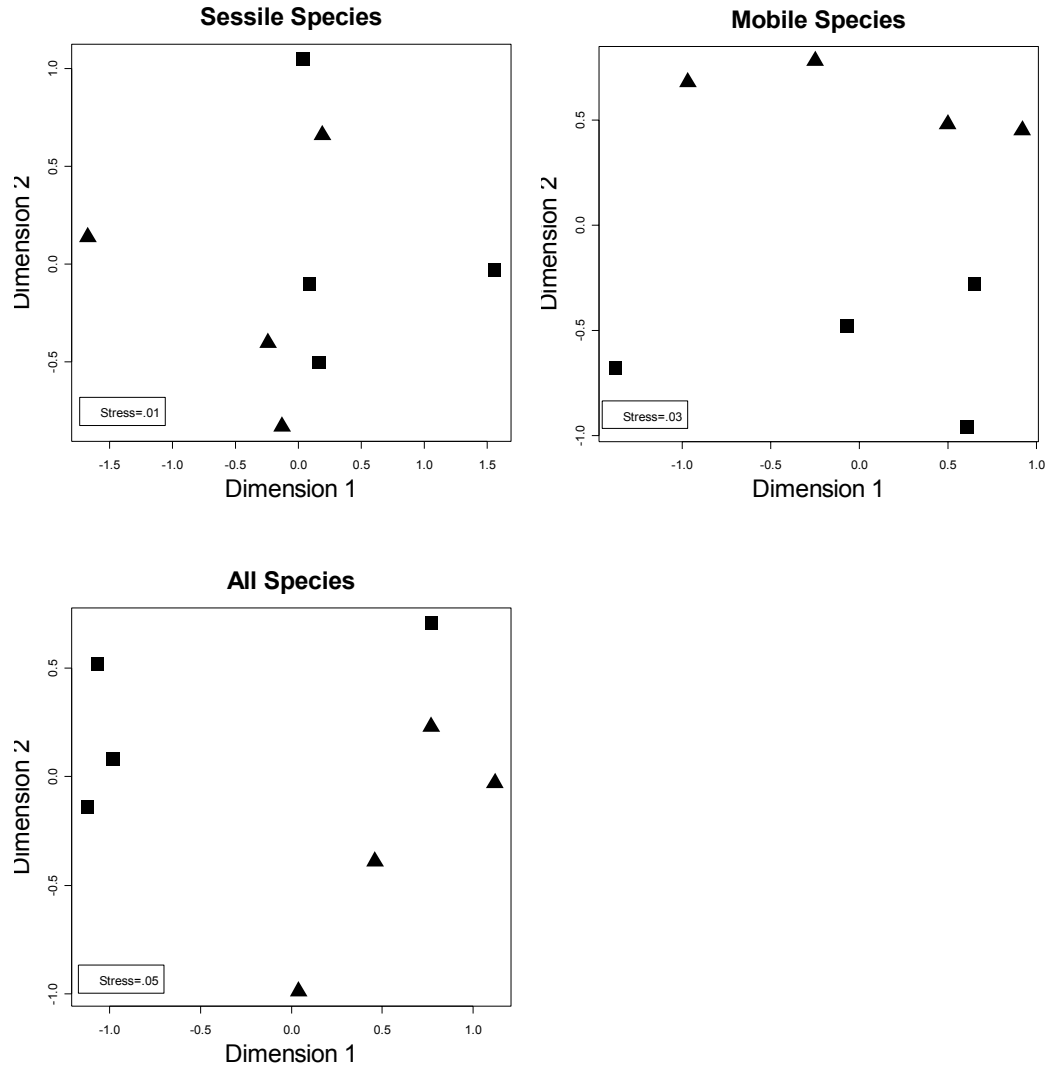 Sessile Species
Dimension 2
1.0
0.5
0.0
-0.5
Stress=.01
-1.5 -1.0 -0.5 0.0 0.5 1.0 1.5
Dimension 1
Mobile Species
Dimension 2
0.5
0.0
-0.5
-1.0
Stress=.03
-1.0 -0.5 0.0 0.5 1.0
Dimension 1
All Species
Dimension 2
0.5
0.0
-0.5
-1.0
Stress=.05
-1.0 -0.5 0.0 0.5 1.0
Dimension 1